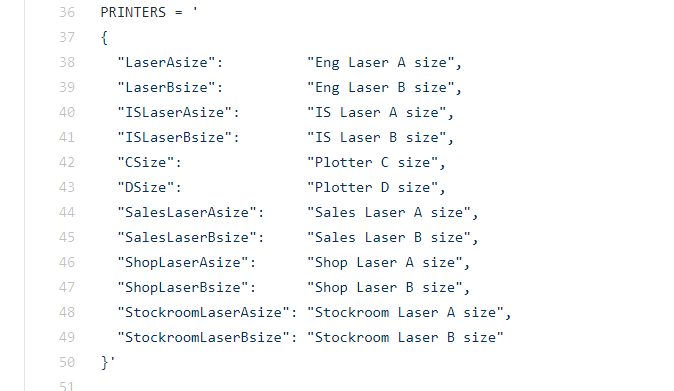 36 PRINTERS = '
37 {
38   "LaserAsize":          "Eng Laser A size",
39   "LaserBsize":          "Eng Laser B size",
40   "ISLaserAsize":        "IS Laser A size",
41   "ISLaserBsize":        "IS Laser B size",
42   "CSize":               "Plotter C size",
43   "DSize":               "Plotter D size",
44   "SalesLaserAsize":     "Sales Laser A size",
45   "SalesLaserBsize":     "Sales Laser B size",
46   "ShopLaserAsize":      "Shop Laser A size",
47   "ShopLaserBsize":      "Shop Laser B size",
48   "StockroomLaserAsize": "Stockroom Laser A size",
49   "StockroomLaserBsize": "Stockroom Laser B size"
50 }'
51